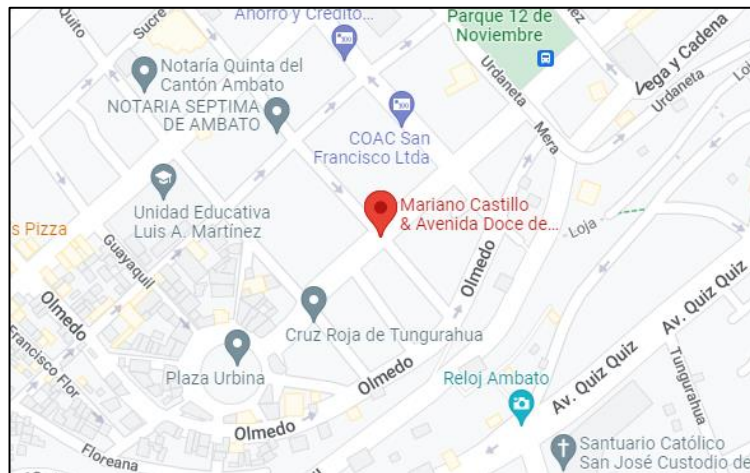 Quito
Sucre
Ahorro y Crédito...
Parque 12 de
Noviembre
Vega y Cadena
Urdaneta
Urdaneta
Mera
Loja
Notaría Quinta del
Cantón Ambato
NOTARIA SEPTIMA
DE AMBATO
COAC San
Francisco Ltda
Unidad Educativa
Luis A. Martínez
Mariano Castillo
& Avenida Doce de...
s Pizza
Guayaquil
Olmedo
Loja
Olmedo
Francisco Flor
Cruz Roja de Tungurahua
Plaza Urbina
Olmedo
Reloj Ambato
Av. Quiz Quiz
Av. Quiz Quiz
Tungurahua
Olmedo
Floreana
Santuario Católico
San José Custodio de